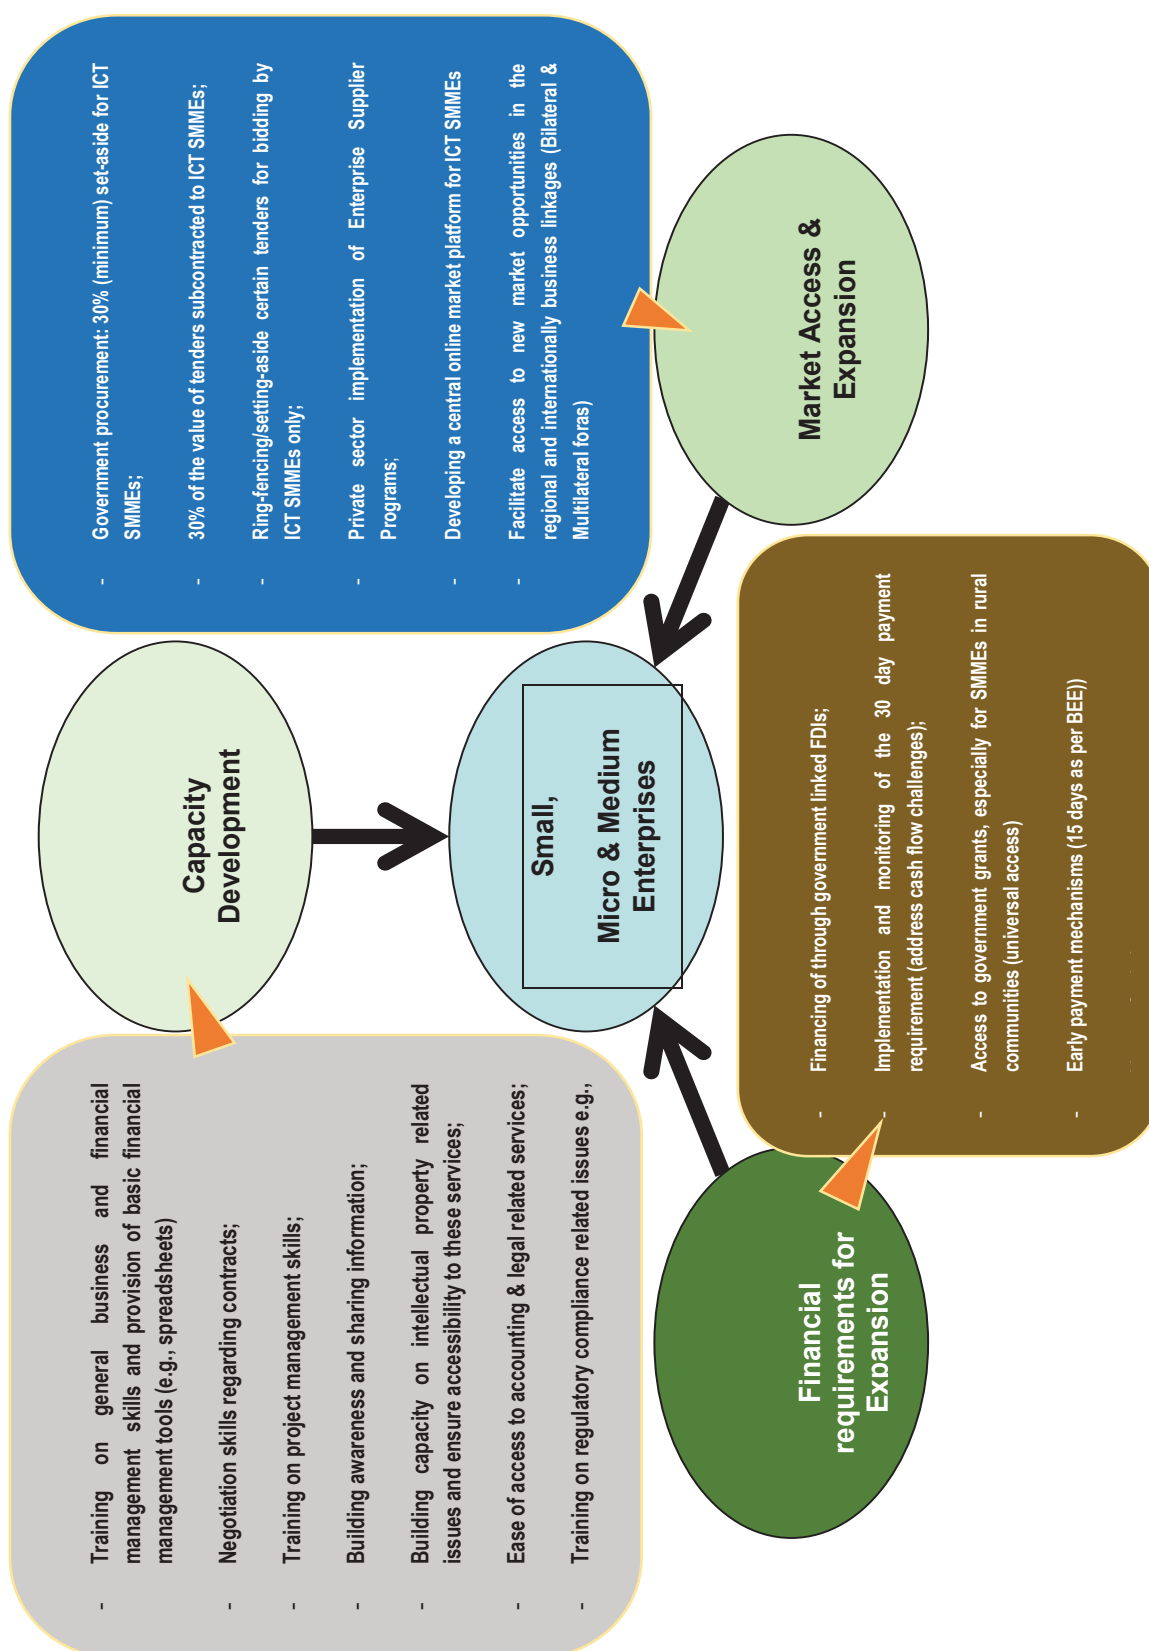 - Training on general business and financial
management skills and provision of basic financial
management tools (e.g., spreadsheets)
- Negotiation skills regarding contracts;
- Training on project management skills;
- Building awareness and sharing information;
- Building capacity on intellectual property related
issues and ensure accessibility to these services;
- Ease of access to accounting & legal related services;
- Training on regulatory compliance related issues e.g.,
Capacity
Development
- Government procurement: 30% (minimum) set-aside for ICT
SMMEs;
- 30% of the value of tenders subcontracted to ICT SMMEs;
- Ring-fencing/setting-aside certain tenders for bidding by
ICT SMMEs only;
- Private sector implementation of Enterprise Supplier
Programs;
- Developing a central online market platform for ICT SMMEs
- Facilitate access to new market opportunities in the
regional and internationally business linkages (Bilateral &
Multilateral foras)
Small,
Micro & Medium
Enterprises
Financial
requirements for
Expansion
- Financing of through government linked FDIs;
- Implementation and monitoring of the 30 day payment
requirement (address cash flow challenges);
- Access to government grants, especially for SMMEs in rural
communities (universal access)
- Early payment mechanisms (15 days as per BEE))
Market Access &
Expansion